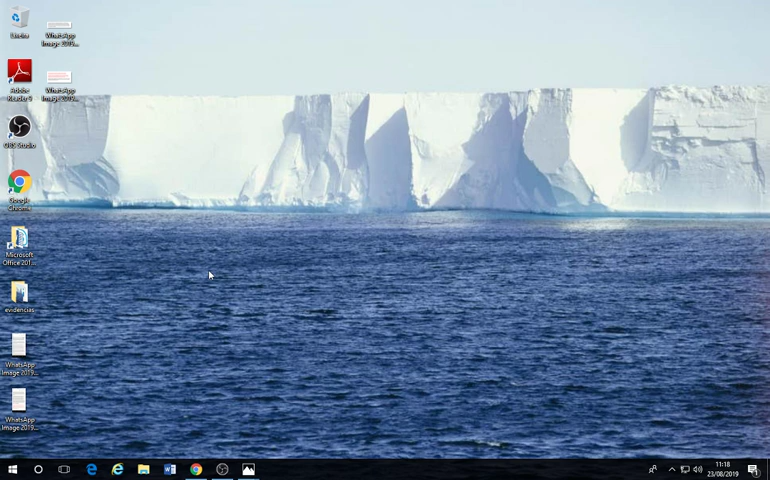 Lixeira
WhatsApp
Image 2019...
Adobe
Reader 9
WhatsApp
Image 2019...
OBS Studio
Google
Chrome
Microsoft
Office 201...
evidencias
WhatsApp
Image 2019...
WhatsApp
Image 2019...
11:18
23/08/2019